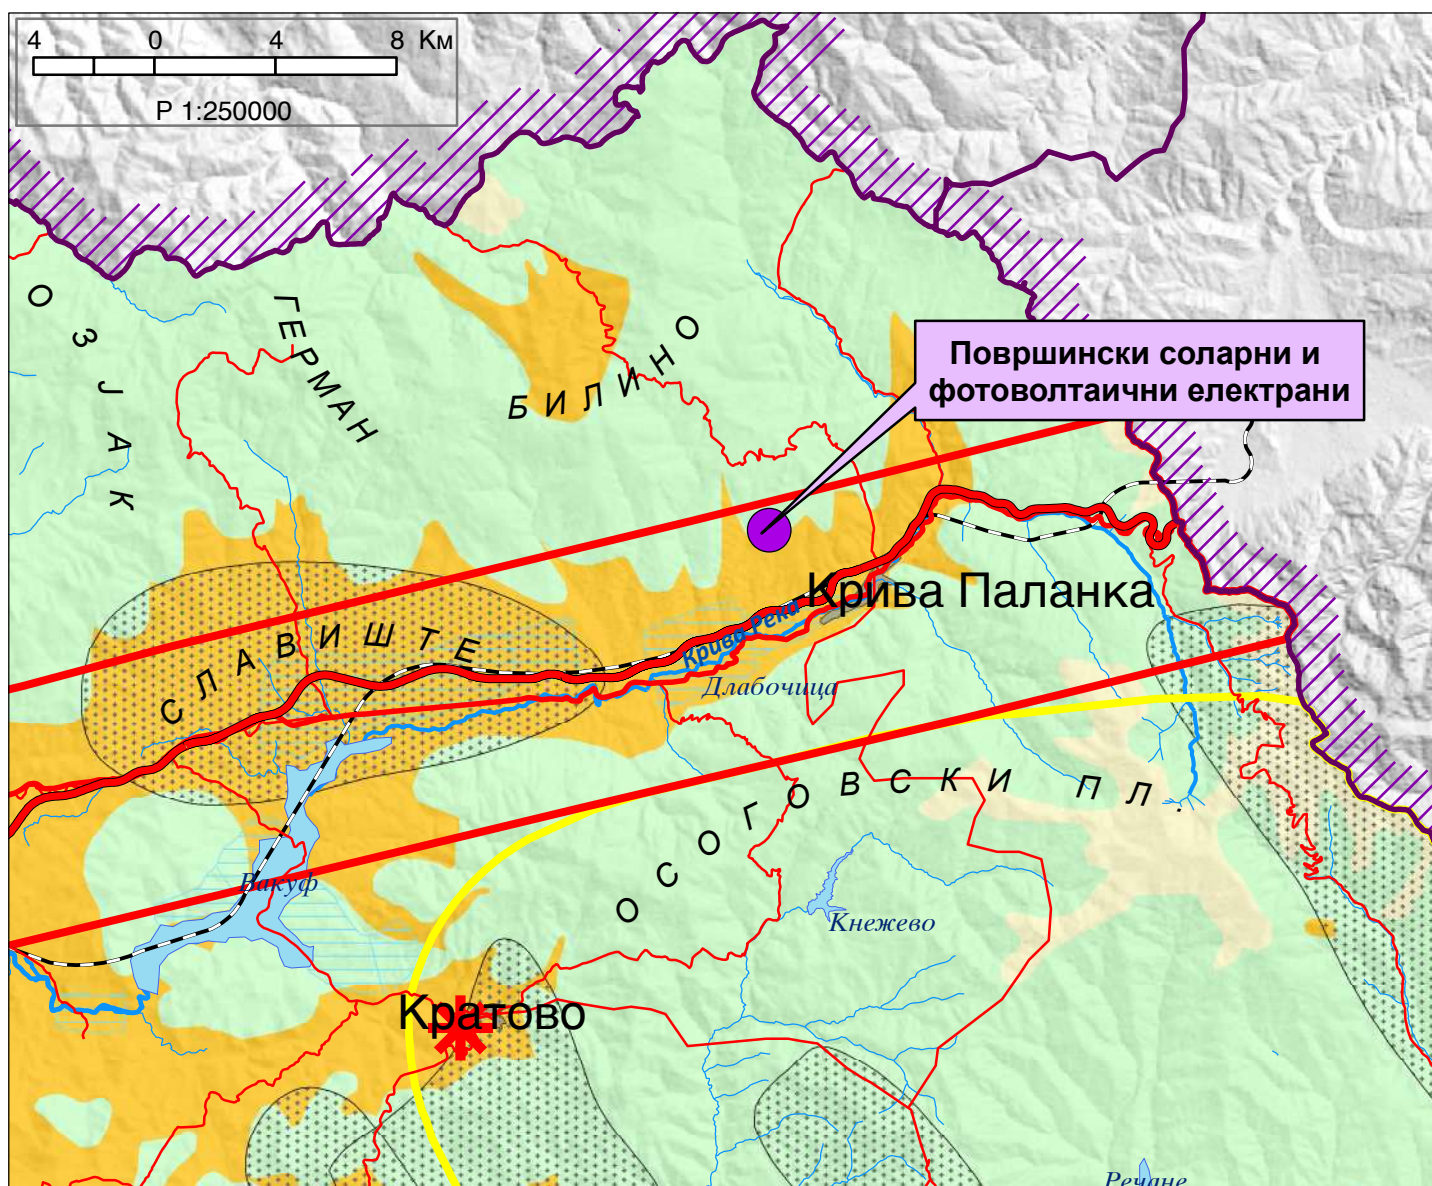 4 0 4 8 Км
Р 1:250000
ОЗЈАК
ГЕРМАН
БИЛИНО
Површински соларни и
фотоволтаични електрани
Крива Паланка
Крива Река
СЛАВИШТЕ
Длабочица
ОСОГОВСКИ ПЛ.
Вакуф
Кнежево
Кратово
Речане